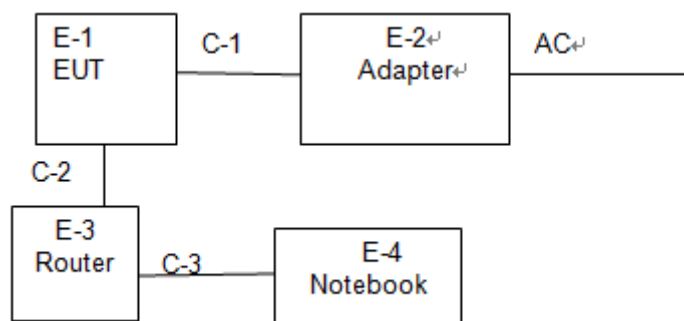 E-1
EUT
C-1
E-2↵
Adapter↵
AC↵
C-2
E-3
Router
C-3
E-4
Notebook